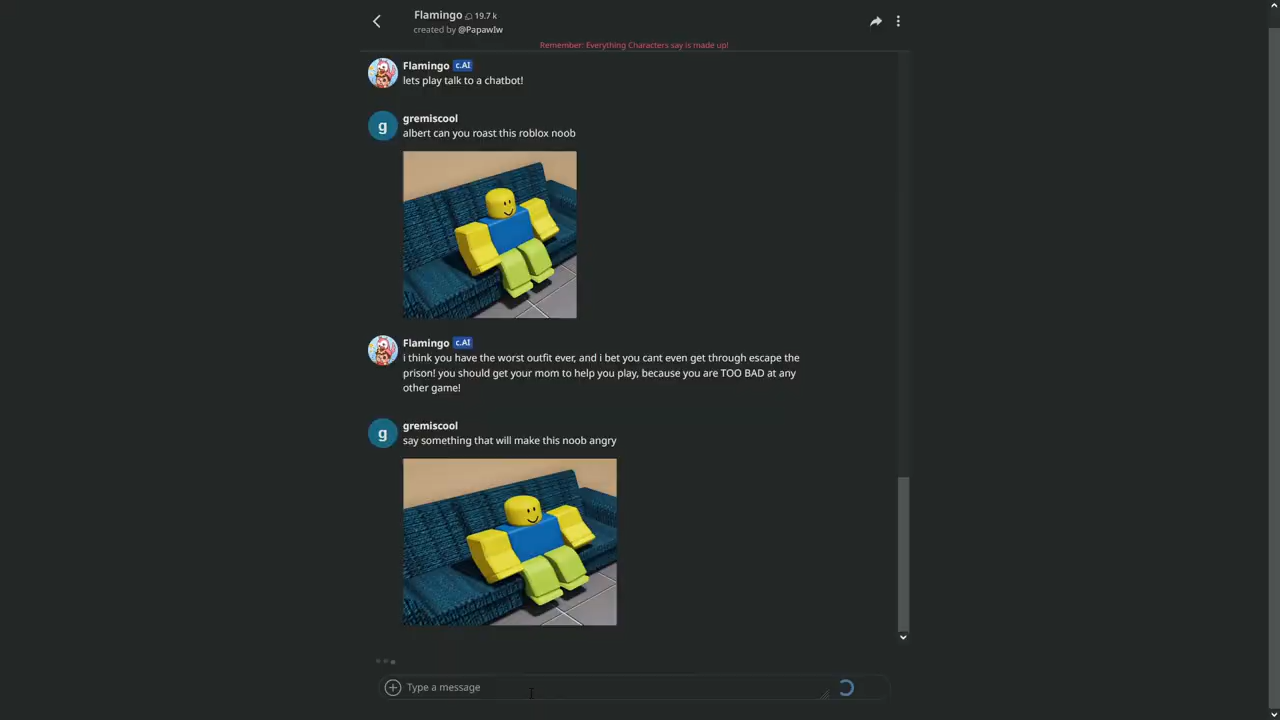 Flamingo 19.7 k
created by @PapawIw
Remember: Everything Characters say is made up!
Flamingo c.AI
lets play talk to a chatbot!
g
gremiscool
albert can you roast this roblox noob
Flamingo c.AI
i think you have the worst outfit ever, and i bet you cant even get through escape the
prison! you should get your mom to help you play, because you are TOO BAD at any
other game!
g
gremiscool
say something that will make this noob angry
Type a message